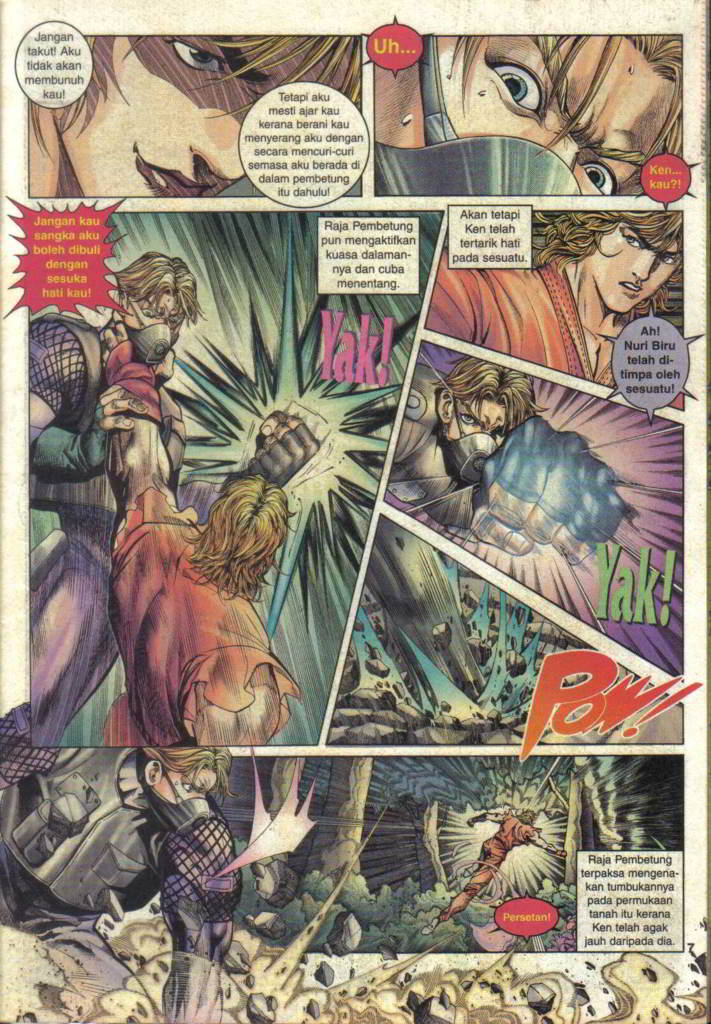 Jangan
takut! Aku
tidak akan
membunuh
kau!
Tetapi aku
mesti ajar kau
kerana berani kau
menyerang aku dengan
secara mencuri-curi
semasa aku berada di
dalam pembetung
itu dahulu!
Uh...
Ken...
kau?!
Jangan kau
sangka aku
boleh dibuli
dengan
sesuka
hati kau!
Raja Pembetung
pun mengaktifkan
kuasa dalaman-
nya dan cuba
menentang.
Yak!
Akan tetapi
Ken telah
tertarik hati
pada sesuatu.
Ah!
Nuri Biru
telah di-
timpa oleh
sesuatu!
Yak!
POW!
Persetan!
Raja Pembetung
terpaksa mengena-
kan tumbukannya
pada permukaan
tanah itu kerana
Ken telah agak
jauh daripada dia.
7